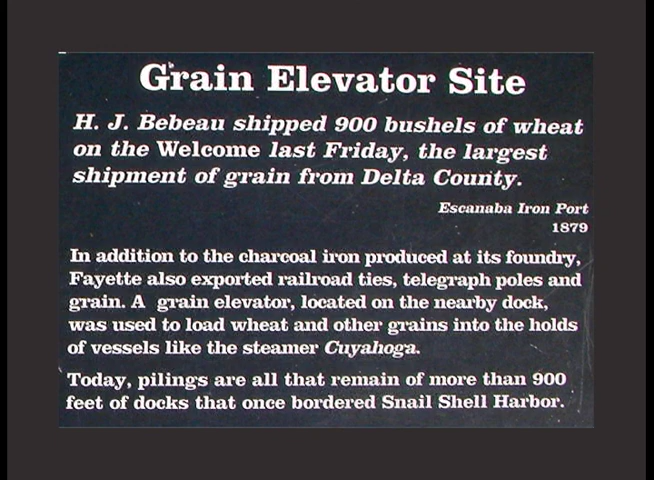 Grain Elevator Site
H. J. Bebeau shipped 900 bushels of wheat
on the Welcome last Friday, the largest
shipment of grain from Delta County.
Escanaba Iron Port
1879
In addition to the charcoal iron produced at its foundry,
Fayette also exported railroad ties, telegraph poles and
grain. A grain elevator, located on the nearby dock,
was used to load wheat and other grains into the holds
of vessels like the steamer Cuyahoga.
Today, pilings are all that remain of more than 900
feet of docks that once bordered Snail Shell Harbor.